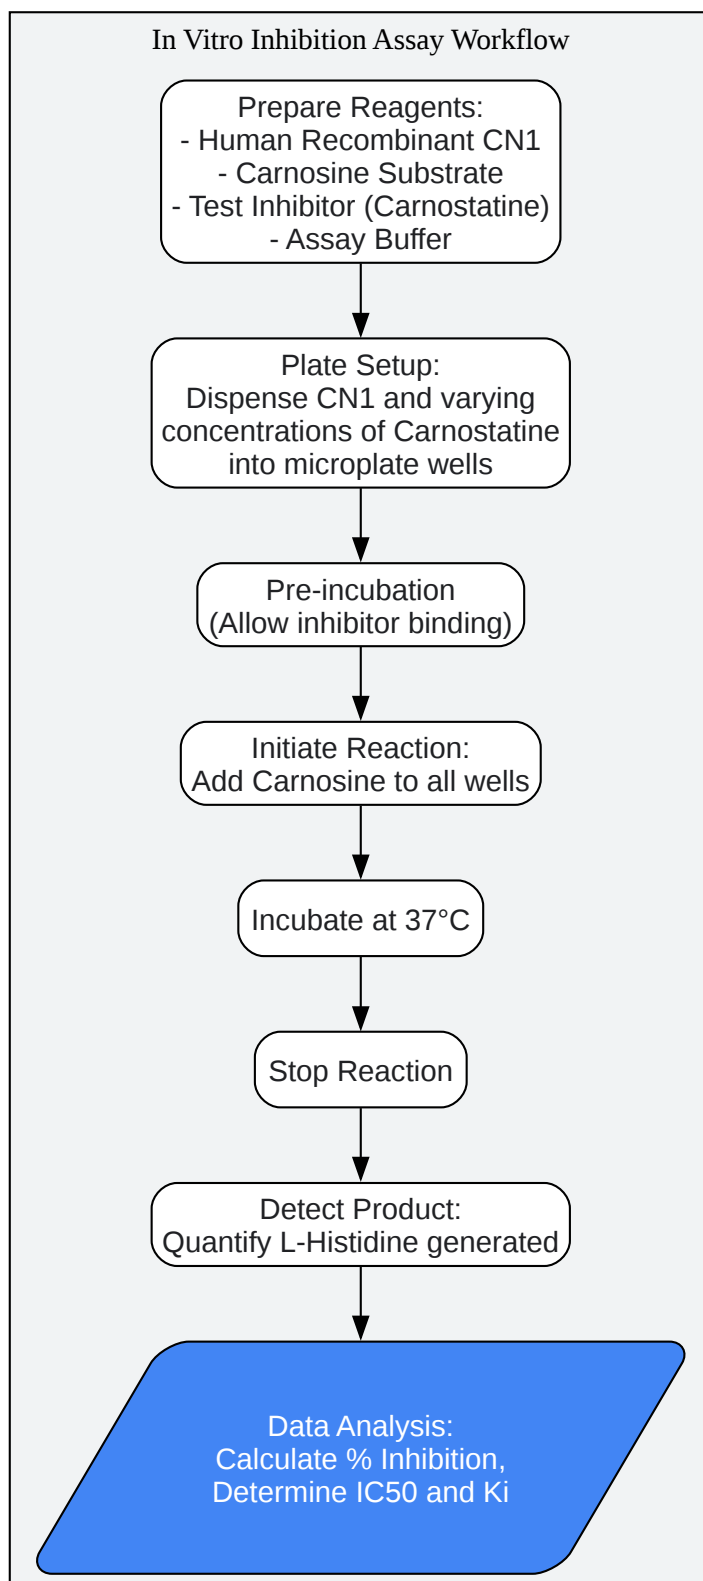 In Vitro Inhibition Assay Workflow
Prepare Reagents:
- Human Recombinant CN1
- Carnosine Substrate
- Test Inhibitor (Carnostatine)
- Assay Buffer
Plate Setup:
Dispense CN1 and varying
concentrations of Carnostatine
into microplate wells
Pre-incubation
(Allow inhibitor binding)
Initiate Reaction:
Add Carnosine to all wells
Incubate at 37°C
Stop Reaction
Detect Product:
Quantify L-Histidine generated
Data Analysis:
Calculate % Inhibition,
Determine IC50 and Ki